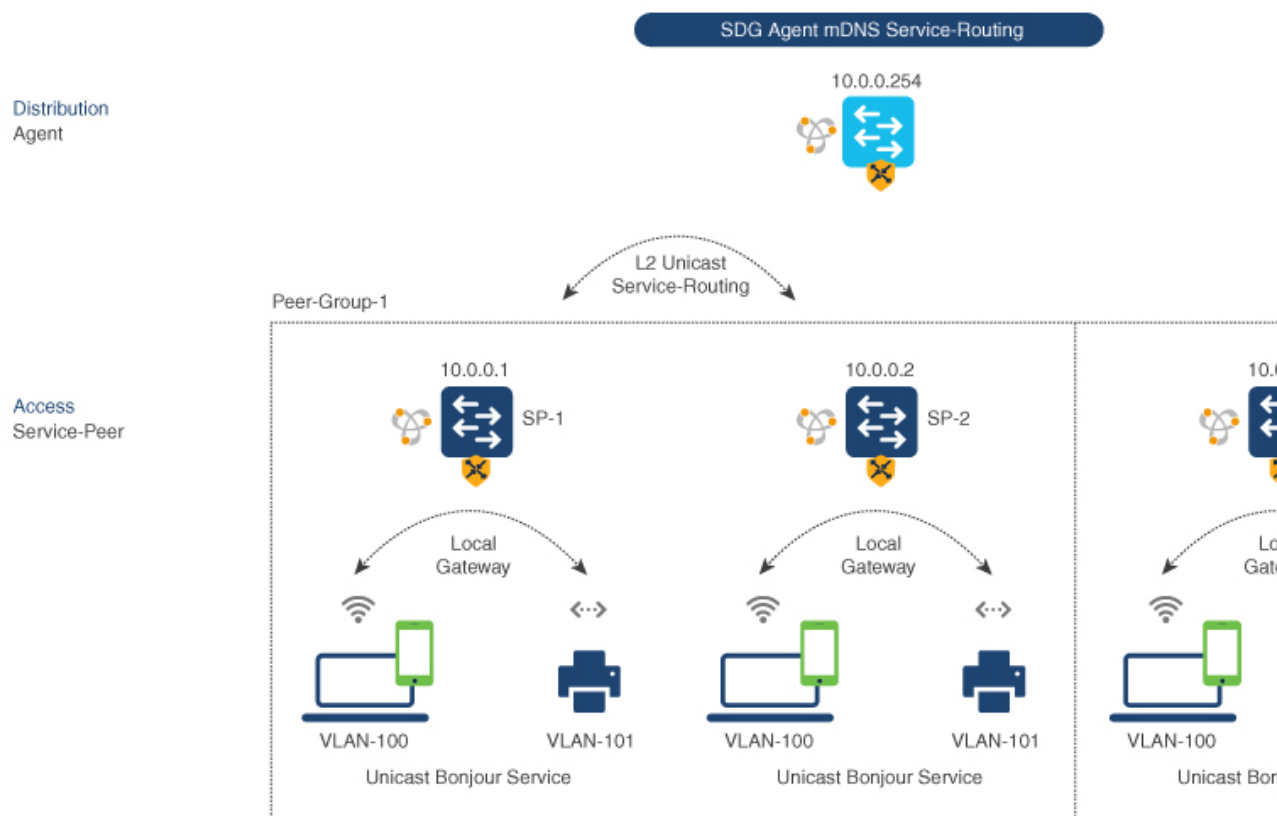 SDG Agent mDNS Service-Routing
10.0.0.254
Distribution
Agent
L2 Unicast
Service-Routing
Peer-Group-1
10.0.0.1
10.0.0.2
Access
Service-Peer
SP-1
SP-2
Local
Gateway
Local
Gateway
VLAN-100
VLAN-101
VLAN-100
VLAN-101
VLAN-100
Unicast Bonjour Service
Unicast Bonjour Service
Unicast